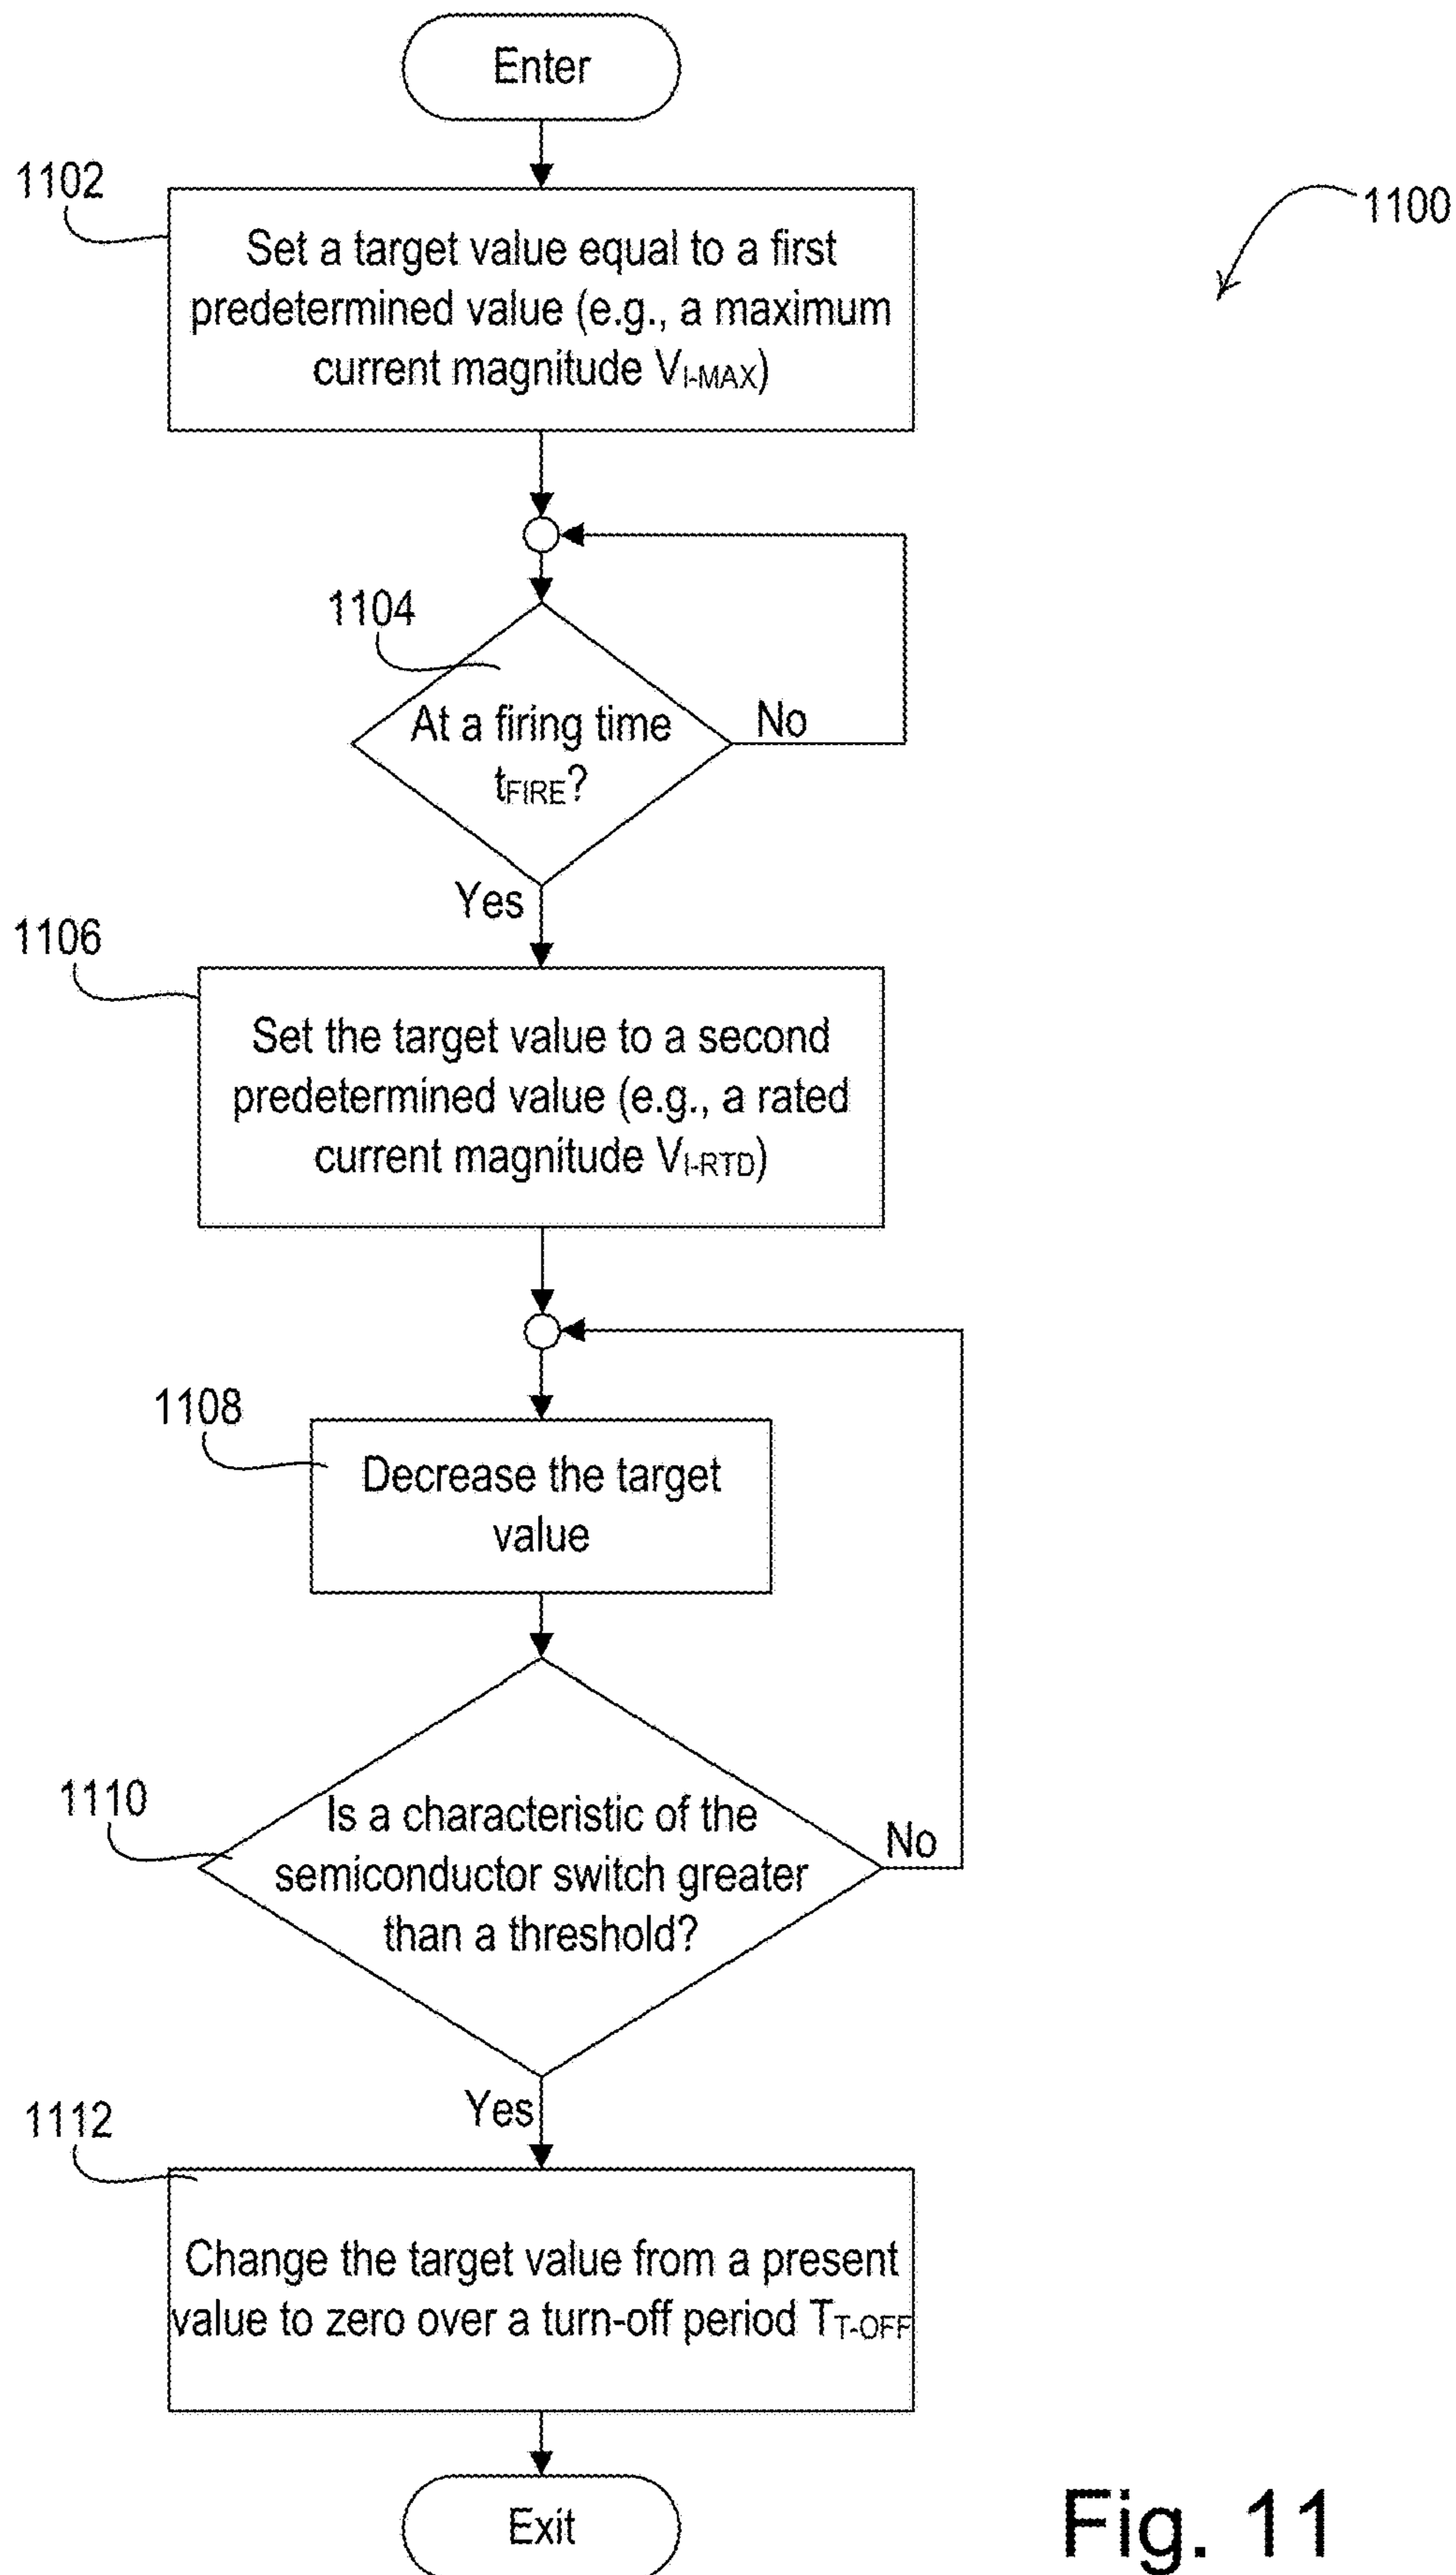 Enter
1102
1100
Set a target value equal to a first
predetermined value (e.g., a maximum
current magnitude VI-MAX)
1104
At a firing time
tFIRE?
No
Yes
1106
Set the target value to a second
predetermined value (e.g., a rated
current magnitude VI-RTD)
1108
Decrease the target
value
1110
Is a characteristic of the
semiconductor switch greater
than a threshold?
No
Yes
1112
Change the target value from a present
value to zero over a turn-off period TT-OFF
Exit
Fig. 11